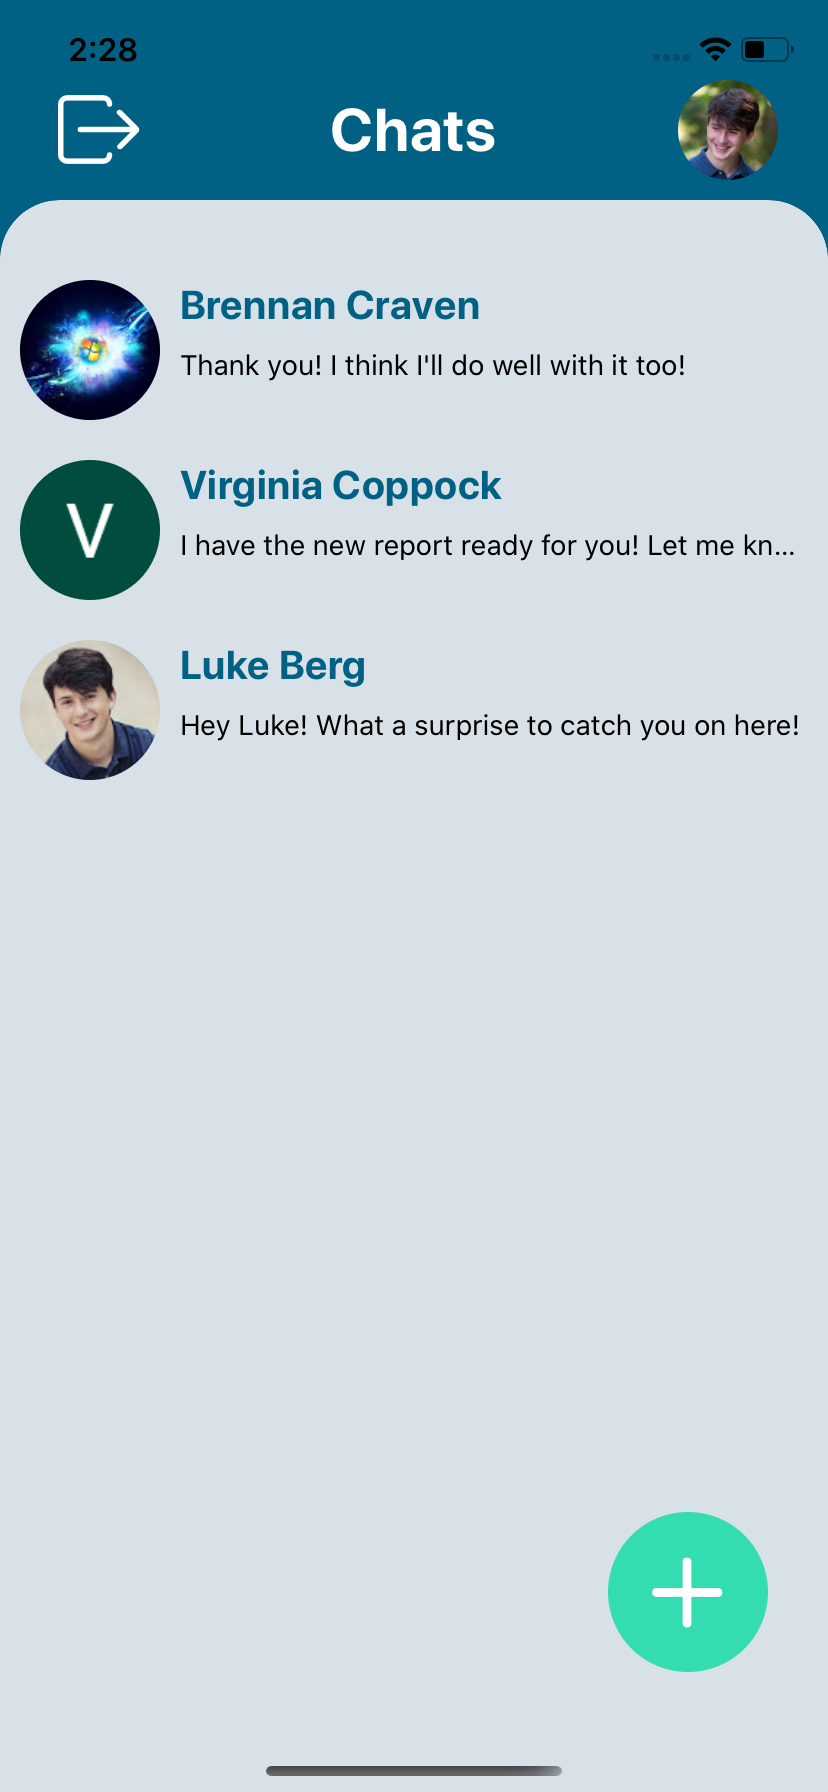 2:28
Chats
Brennan Craven
Thank you! I think I'll do well with it too!
V
Virginia Coppock
I have the new report ready for you! Let me kn...
Luke Berg
Hey Luke! What a surprise to catch you on here!